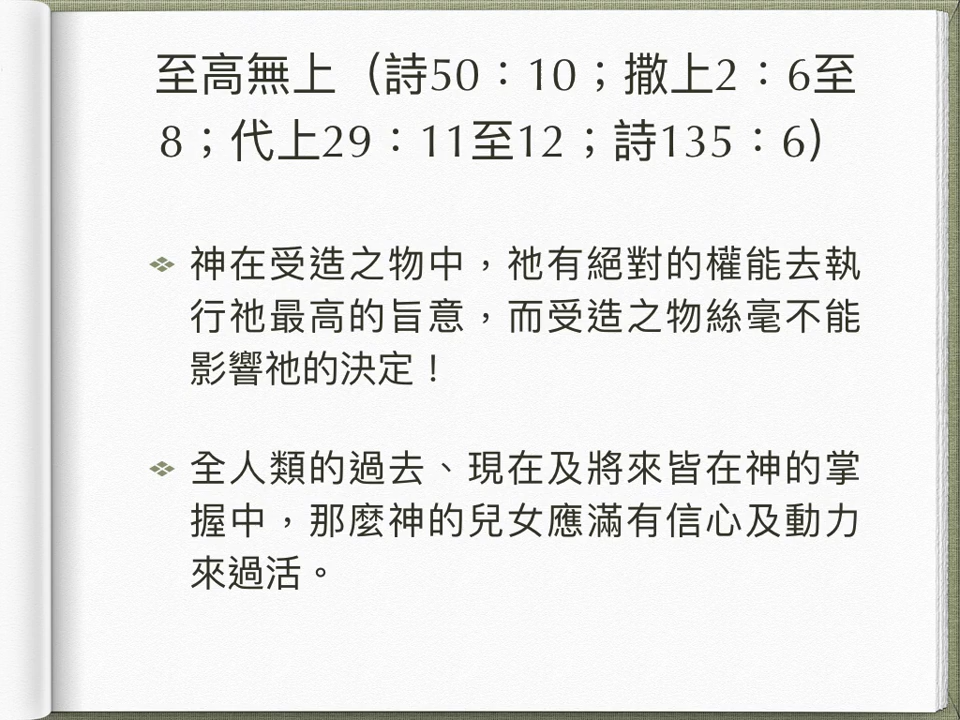 至高無上（詩50：10；撒上2：6至
8；代上29：11至12；詩135：6）
神在受造之物中，祂有絕對的權能去執
行祂最高的旨意，而受造之物絲毫不能
影響祂的決定！
全人類的過去、現在及將來皆在神的掌
握中，那麼神的兒女應滿有信心及動力
來過活。